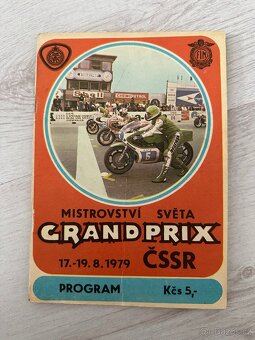 MISTROVSTVÍ SVĚTA
GRAND PRIX
17.-19. 8. 1979 ČSSR
PROGRAM Kčs 5,-